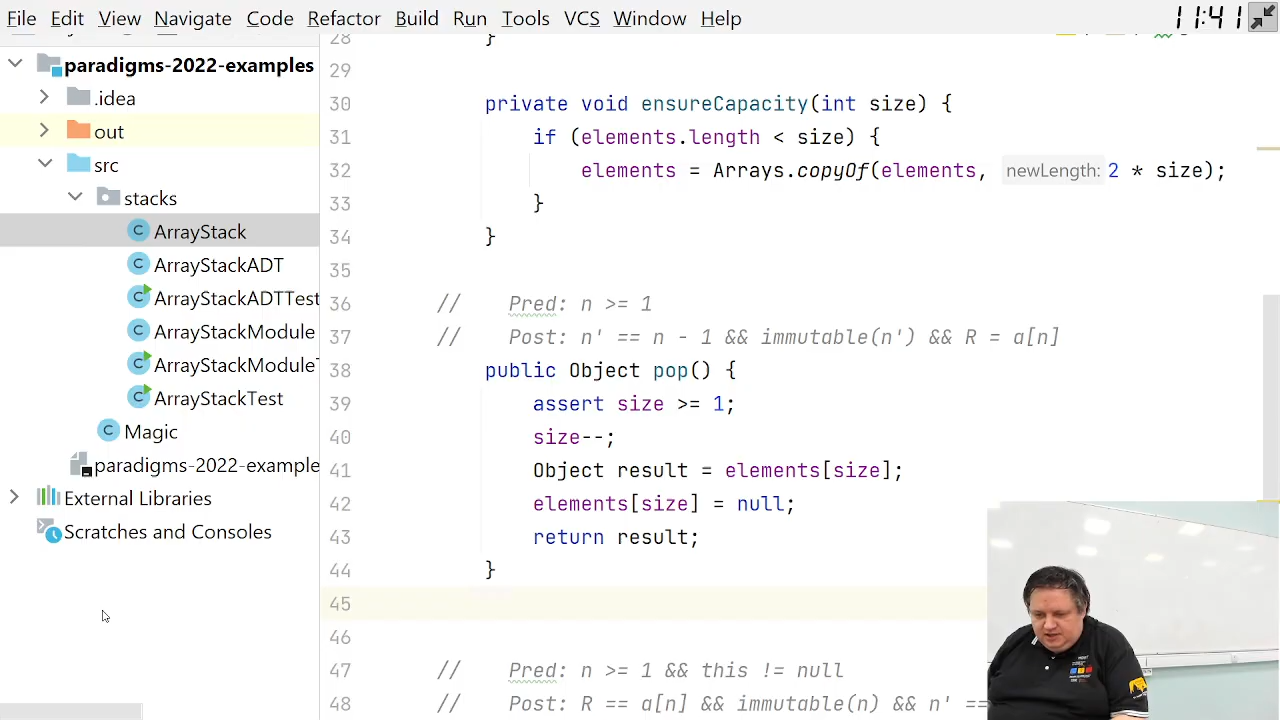 File Edit View Navigate Code Refactor Build Run Tools VCS Window Help 11:41
paradigms-2022-examples
.idea
out
src
stacks
ArrayStack
ArrayStackADT
ArrayStackADTTest
ArrayStackModule
ArrayStackModule
ArrayStackTest
Magic
paradigms-2022-example
External Libraries
Scratches and Consoles
28 }
29
30 private void ensureCapacity(int size) {
31 if (elements.length < size) {
32 elements = Arrays.copyOf(elements, newLength: 2 * size);
33 }
34 }
35
36 // Pred: n >= 1
37 // Post: n' == n - 1 && immutable(n') && R = a[n]
38 public Object pop() {
39 assert size >= 1;
40 size--;
41 Object result = elements[size];
42 elements[size] = null;
43 return result;
44 }
45
46
47 // Pred: n >= 1 && this != null
48 // Post: R == a[n] && immutable(n) && n' ==